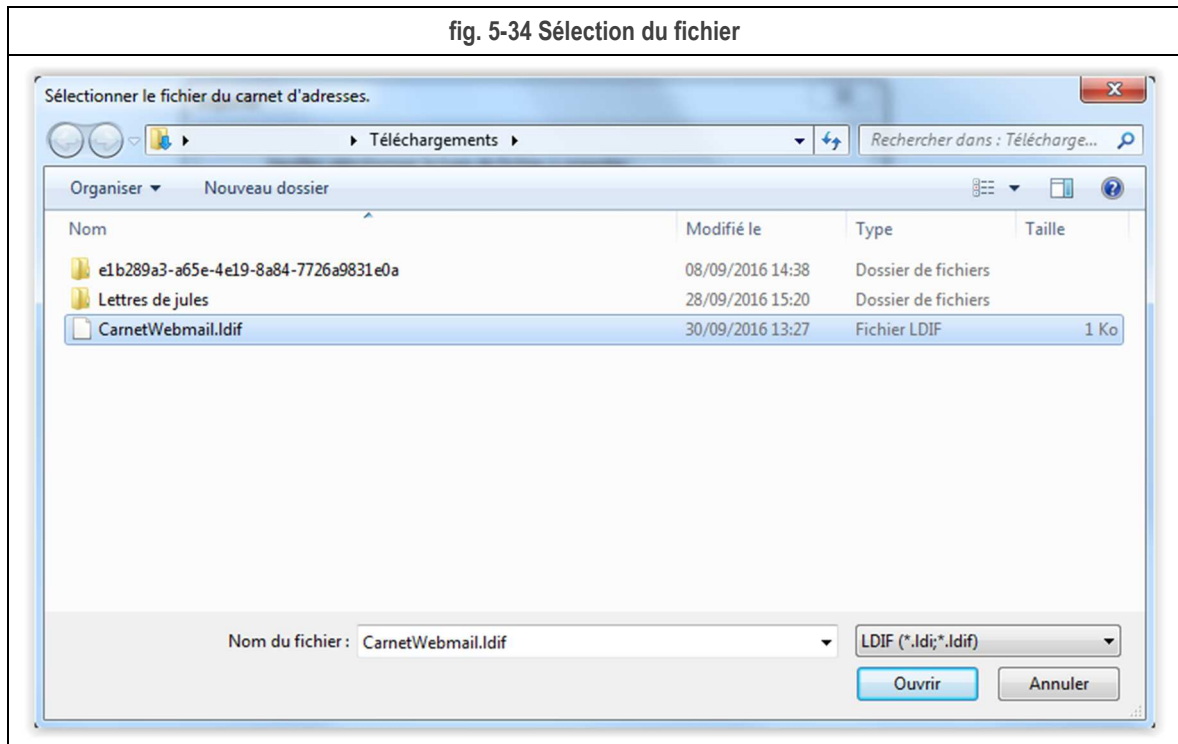 fig. 5-34 Sélection du fichier
Sélectionner le fichier du carnet d'adresses.
Téléchargements
Rechercher dans : Télécharge...
Organiser
Nouveau dossier
Nom Modifié le Type Taille
e1b289a3-a65e-4e19-8a84-7726a9831e0a 08/09/2016 14:38 Dossier de fichiers
Lettres de jules 28/09/2016 15:20 Dossier de fichiers
CarnetWebmail.ldif 30/09/2016 13:27 Fichier LDIF 1 Ko
Nom du fichier : CarnetWebmail.ldif LDIF (*.ldi;*.ldif)
Ouvrir Annuler